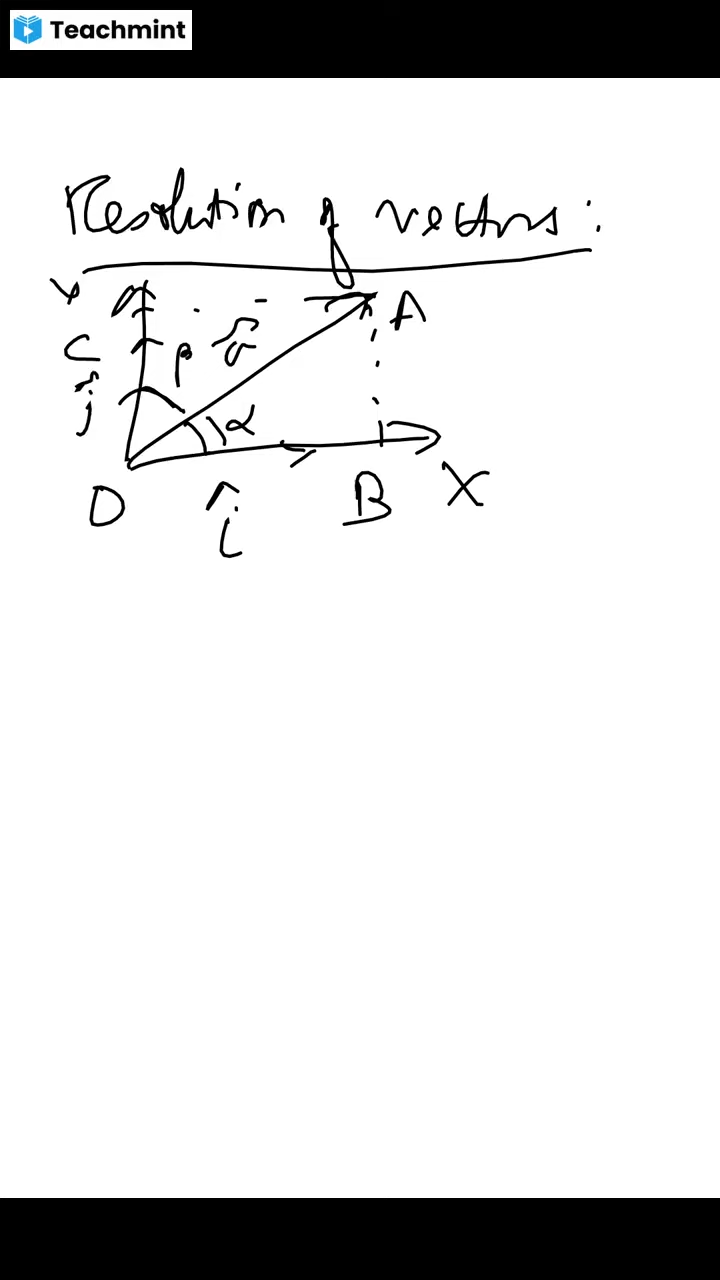 Teachmint
Resolution of vectors:
Y
A
C
β
a
j
α
O
i
B
X